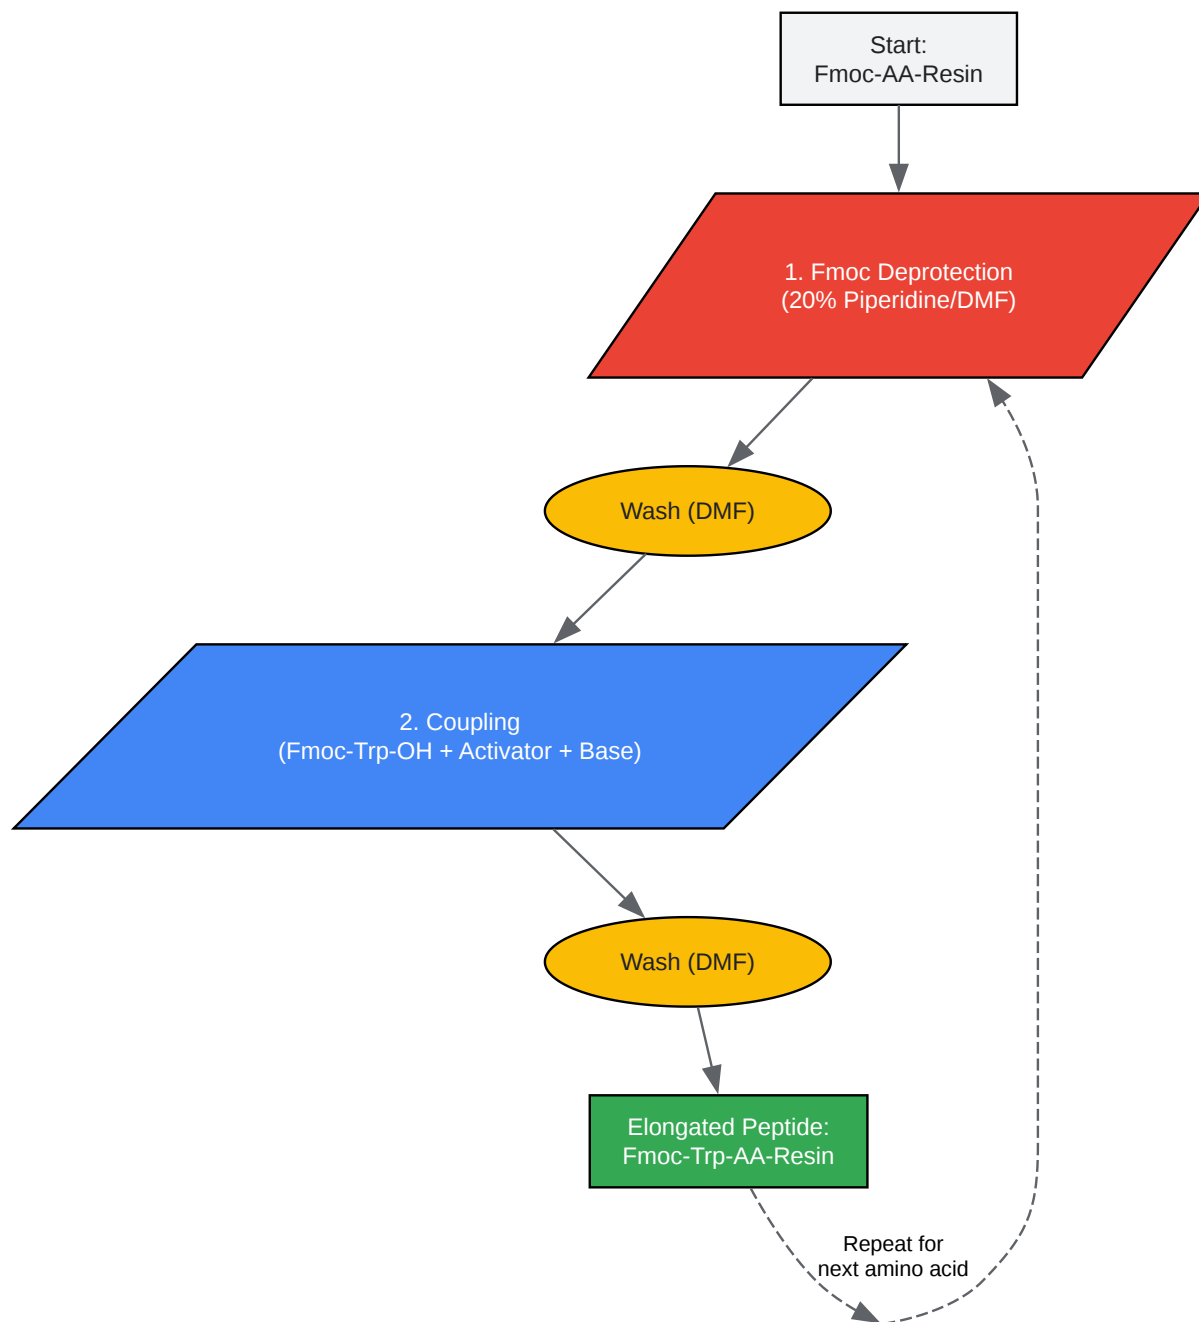 Start:
Fmoc-AA-Resin
1. Fmoc Deprotection
(20% Piperidine/DMF)
Wash (DMF)
2. Coupling
(Fmoc-Trp-OH + Activator + Base)
Wash (DMF)
Elongated Peptide:
Fmoc-Trp-AA-Resin
Repeat for
next amino acid